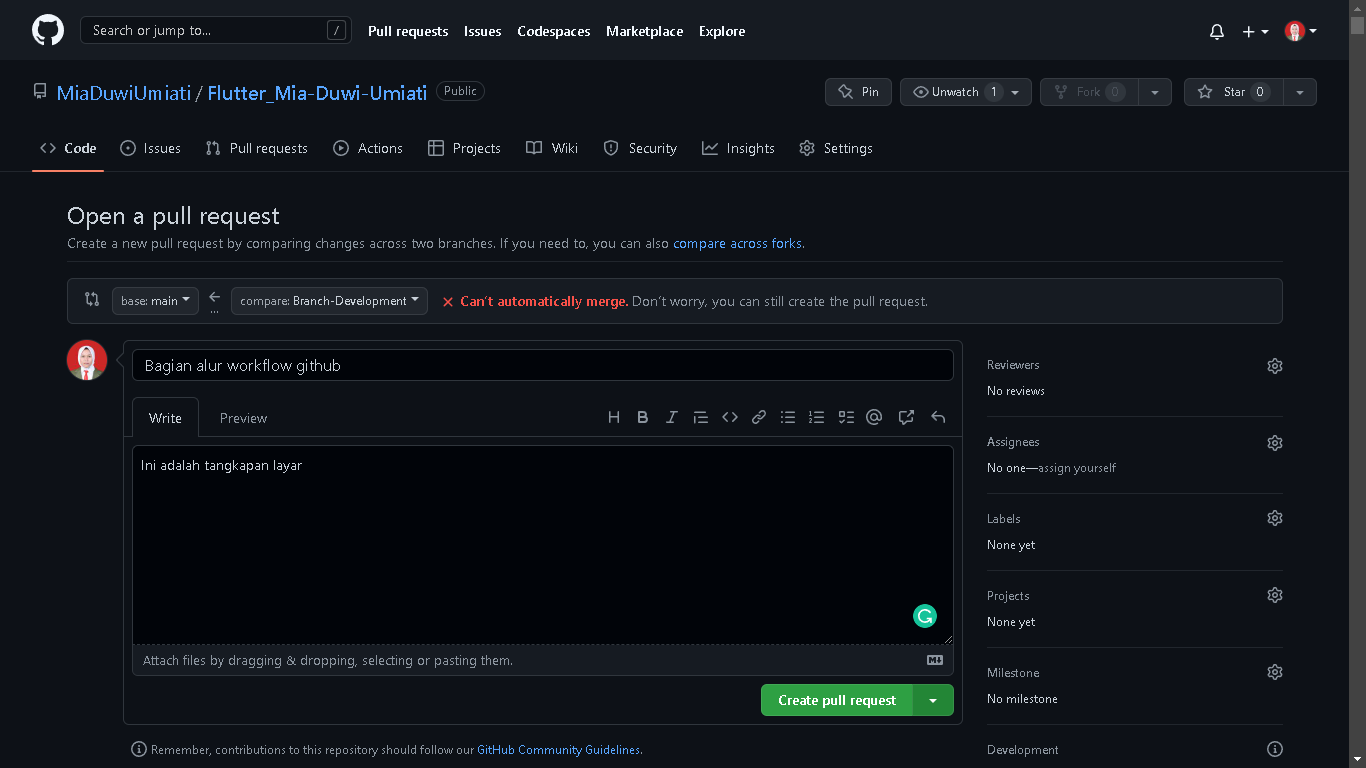 Search or jump to... /
Pull requests Issues Codespaces Marketplace Explore
MiaDuwiUmiati / Flutter_Mia-Duwi-Umiati Public
Pin Unwatch 1 Fork 0 Star 0
Code Issues Pull requests Actions Projects Wiki Security Insights Settings
Open a pull request
Create a new pull request by comparing changes across two branches. If you need to, you can also compare across forks.
base: main ... compare: Branch-Development Can't automatically merge. Don't worry, you can still create the pull request.
Bagian alur workflow github
Write Preview H B I
Ini adalah tangkapan layar
Attach files by dragging & dropping, selecting or pasting them.
Create pull request
Remember, contributions to this repository should follow our GitHub Community Guidelines.
Reviewers
No reviews
Assignees
No one—assign yourself
Labels
None yet
Projects
None yet
Milestone
No milestone
Development